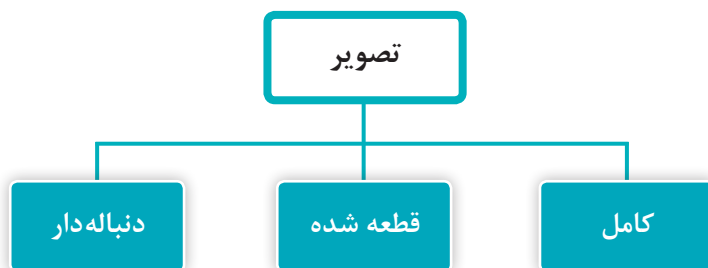 تصویر
کامل
قطعه شده
دنباله‌دار